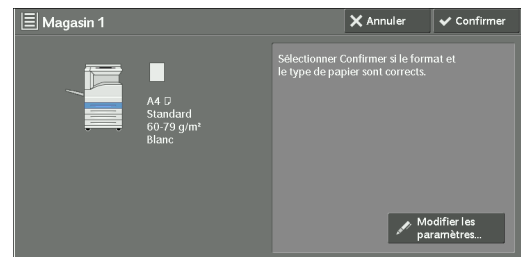 Magasin 1
Annuler
Confirmer
Sélectionner Confirmer si le format et
le type de papier sont corrects.
A4
Standard
60-79 g/m²
Blanc
Modifier les
paramètres...